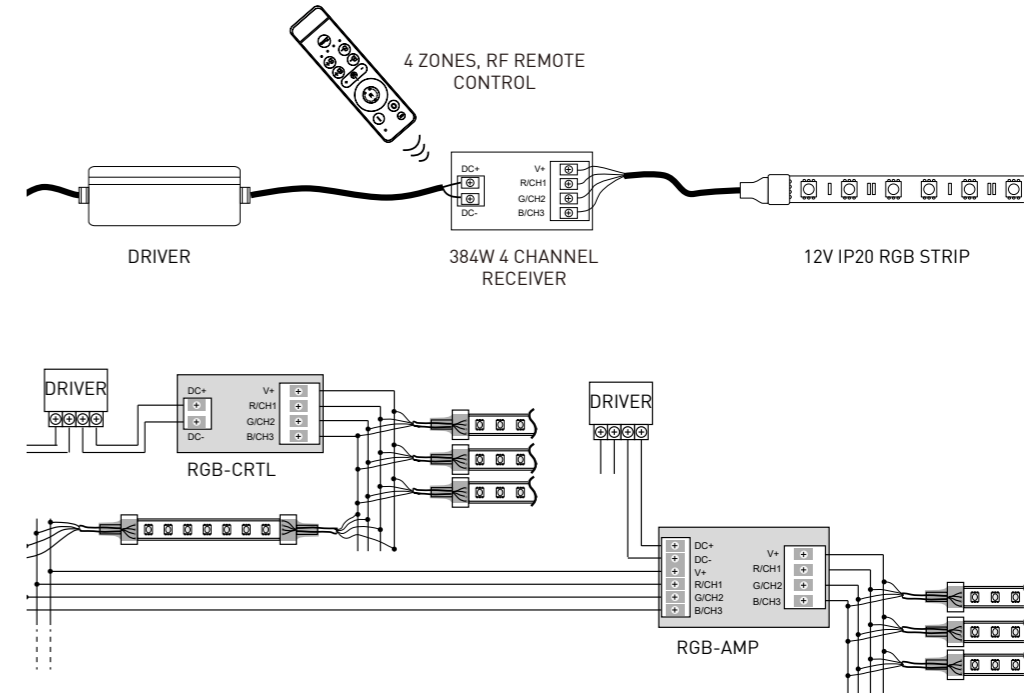 4 ZONES, RF REMOTE
CONTROL
DC+
DC-
V+
R/CH1
G/CH2
B/CH3
DRIVER
384W 4 CHANNEL
RECEIVER
12V IP20 RGB STRIP
DRIVER
DC+
DC-
V+
R/CH1
G/CH2
B/CH3
RGB-CRTL
DRIVER
DC+
DC-
V+
R/CH1
G/CH2
B/CH3
V+
R/CH1
G/CH2
B/CH3
RGB-AMP